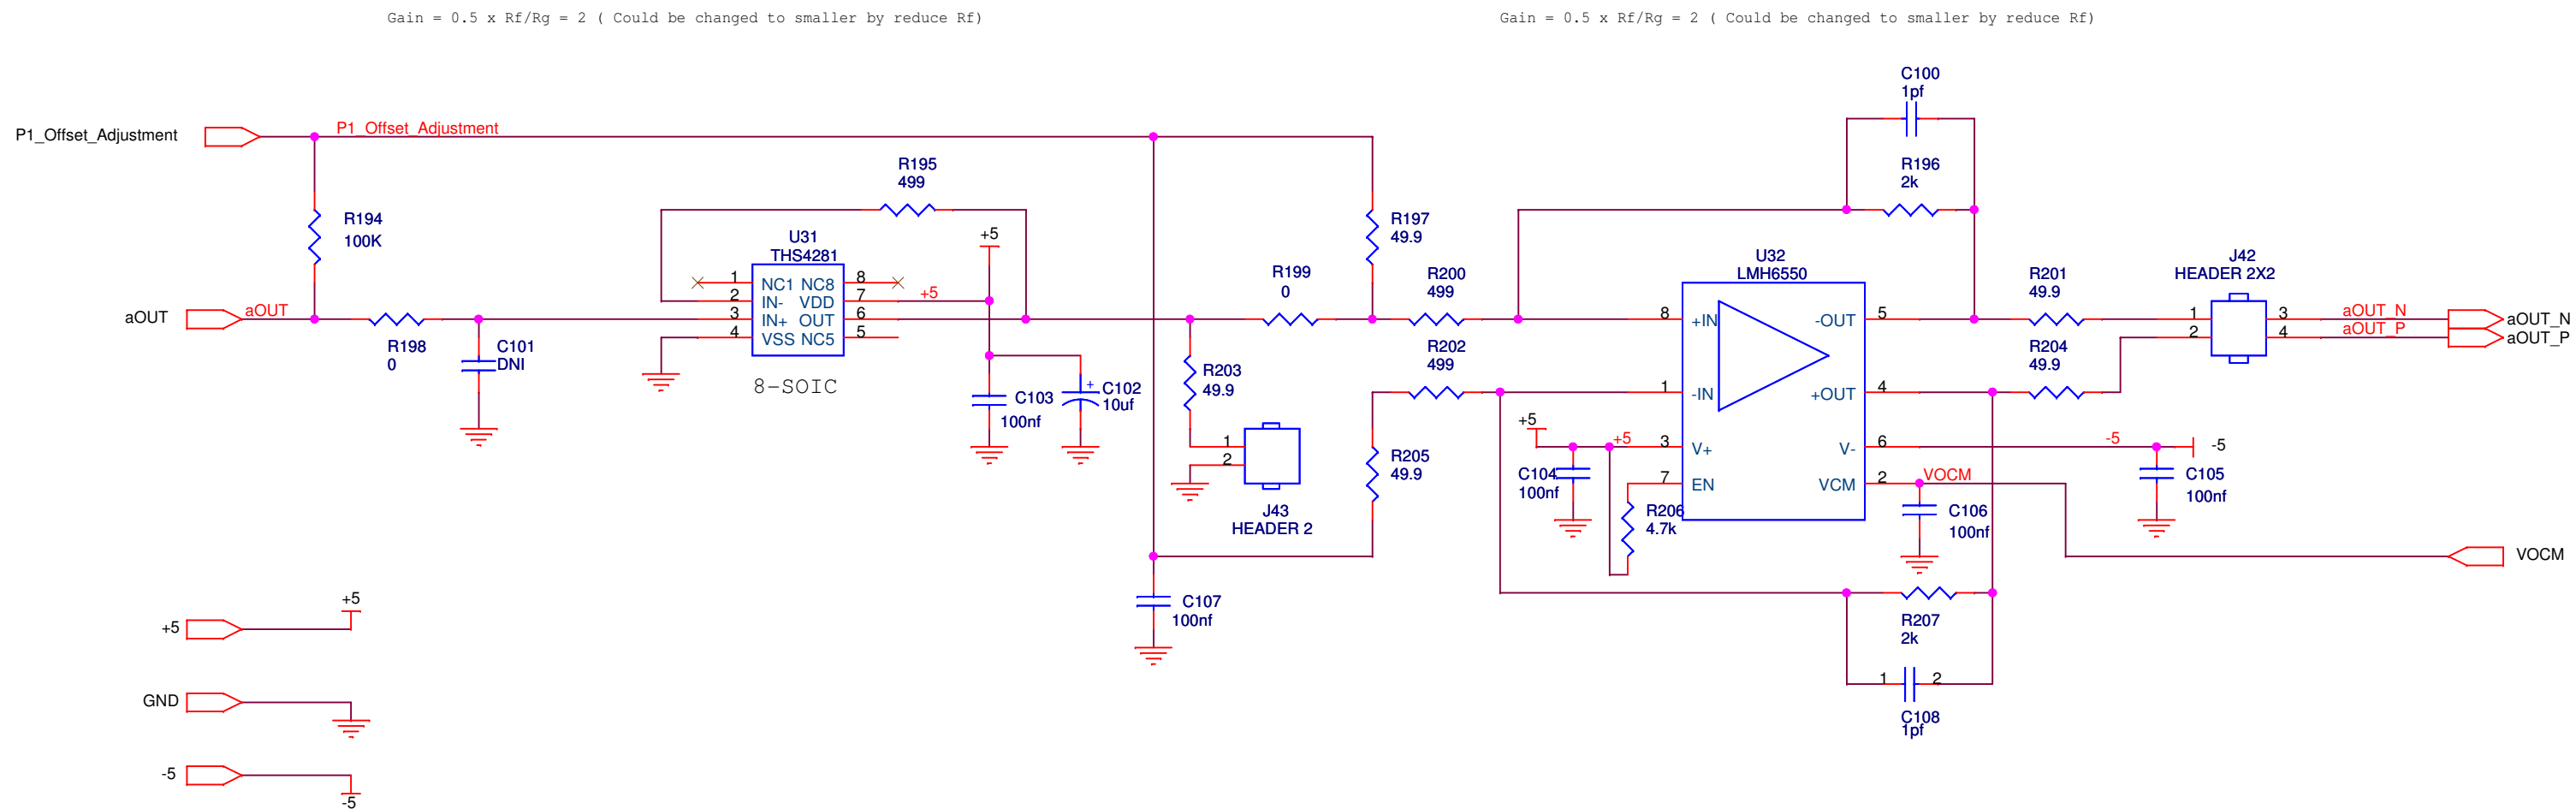 Gain = 0.5 x Rf/Rg = 2 ( Could be changed to smaller by reduce Rf)
Gain = 0.5 x Rf/Rg = 2 ( Could be changed to smaller by reduce Rf)
C100
1pf
P1_Offset_Adjustment
P1_Offset_Adjustment
R195
499
R196
2k
R194
100K
R197
49.9
U31
THS4281
+5
U32
LMH6550
J42
HEADER 2X2
R199
0
R200
499
R201
49.9
1 NC1 NC8 8
2 IN- VDD 7 +5
3 IN+ OUT 6
4 VSS NC5 5
8-SOIC
aOUT
aOUT
R198
0
C101
DNI
8 +IN -OUT 5
1 -IN +OUT 4
3 V+ V- 6
7 EN VCM 2
1 3 aOUT_N aOUT_N
2 4 aOUT_P aOUT_P
R202
499
R204
49.9
R203
49.9
C103
100nf
+ C102
10uf
1
2
J43
HEADER 2
R205
49.9
+5
+5
C104
100nf
R206
4.7k
-5
-5
C105
100nf
VOCM
C106
100nf
VOCM
C107
100nf
R207
2k
1 2
C108
1pf
+5
+5
GND
-5
-5